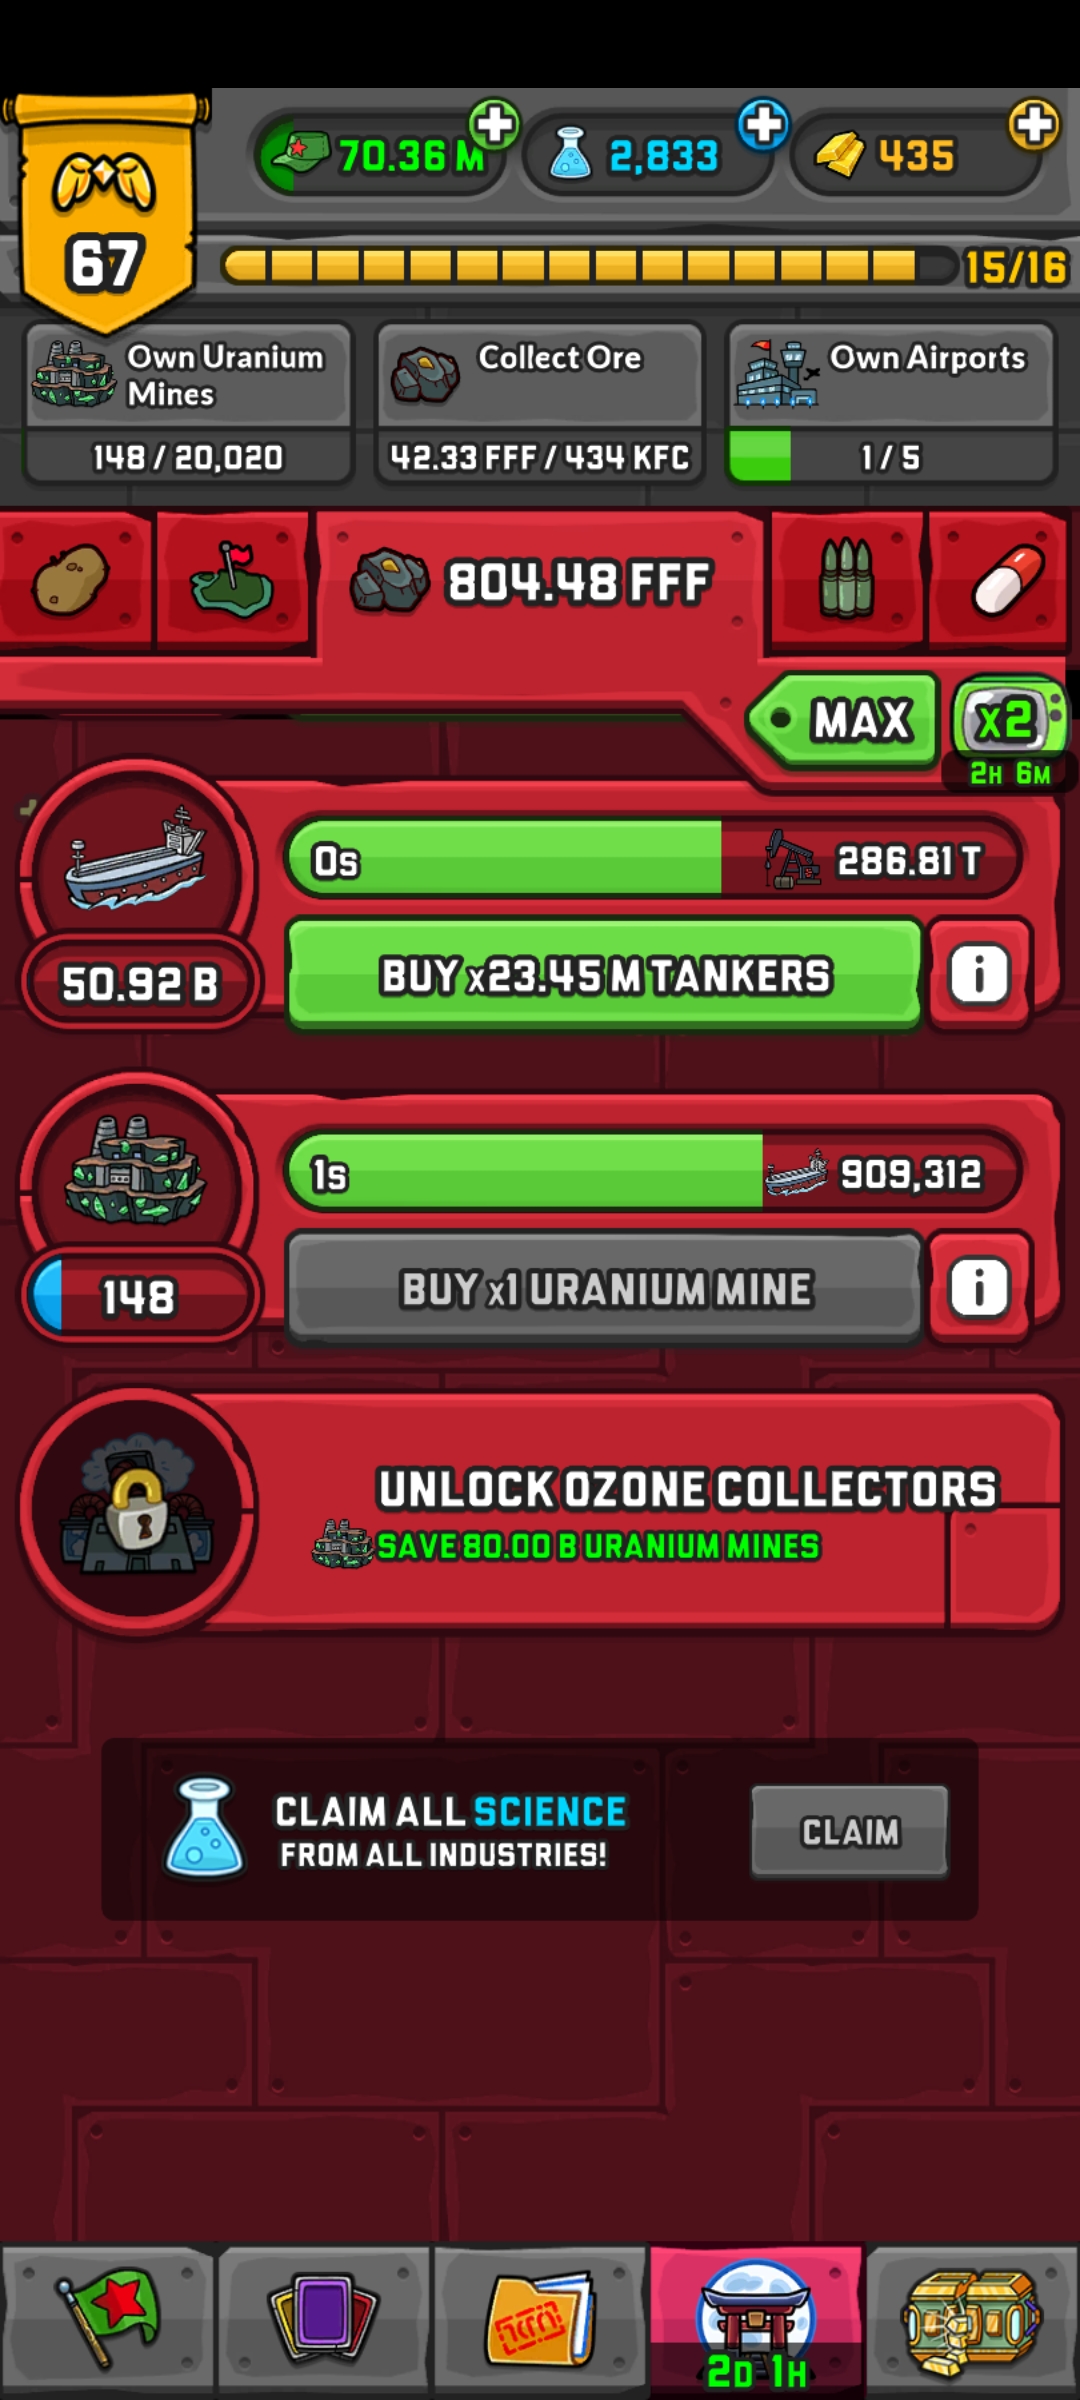 70.36 M
2,833
435
67
15/16
Own Uranium
Mines
148 / 20,020
Collect Ore
42.33 FFF / 434 KFC
Own Airports
1 / 5
804.48 FFF
MAX
x2
2H 6M
0s
286.81 T
50.92 B
BUY x23.45 M TANKERS
i
1s
909,312
148
BUY x1 URANIUM MINE
i
UNLOCK OZONE COLLECTORS
SAVE 80.00 B URANIUM MINES
CLAIM ALL SCIENCE
FROM ALL INDUSTRIES!
CLAIM
2D 1H